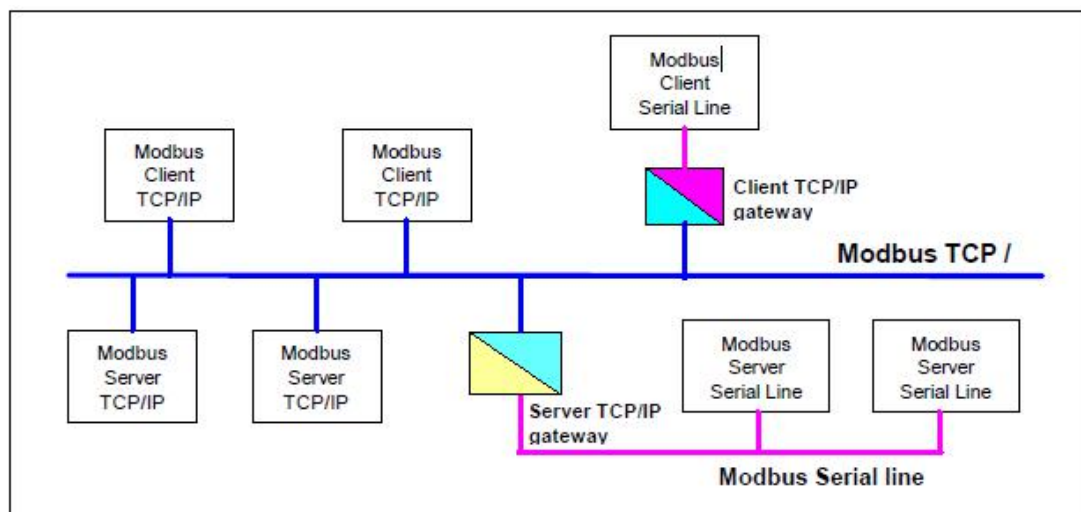 Modbus
Client
Serial Line
Modbus
Client
TCP/IP
Modbus
Client
TCP/IP
Client TCP/IP
gateway
Modbus TCP /
Modbus
Server
TCP/IP
Modbus
Server
TCP/IP
Server TCP/IP
gateway
Modbus
Server
Serial Line
Modbus
Server
Serial Line
Modbus Serial line